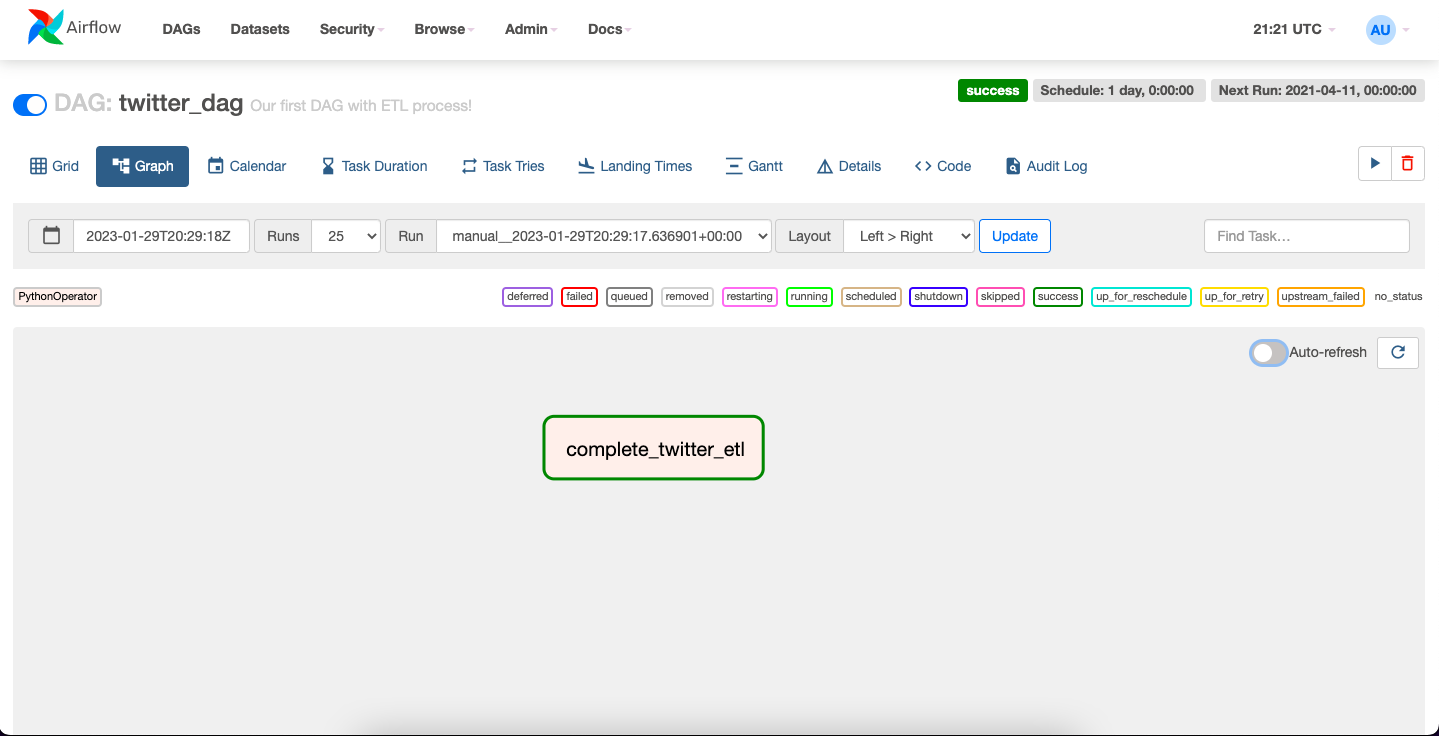 Airflow DAGs Datasets Security Browse Admin Docs 21:21 UTC AU
DAG: twitter_dag Our first DAG with ETL process! success Schedule: 1 day, 0:00:00 Next Run: 2021-04-11, 00:00:00
Grid Graph Calendar Task Duration Task Tries Landing Times Gantt Details Code Audit Log
2023-01-29T20:29:18Z Runs 25 Run manual__2023-01-29T20:29:17.636901+00:00 Layout Left > Right Update Find Task...
PythonOperator deferred failed queued removed restarting running scheduled shutdown skipped success up_for_reschedule up_for_retry upstream_failed no_status
Auto-refresh
complete_twitter_etl